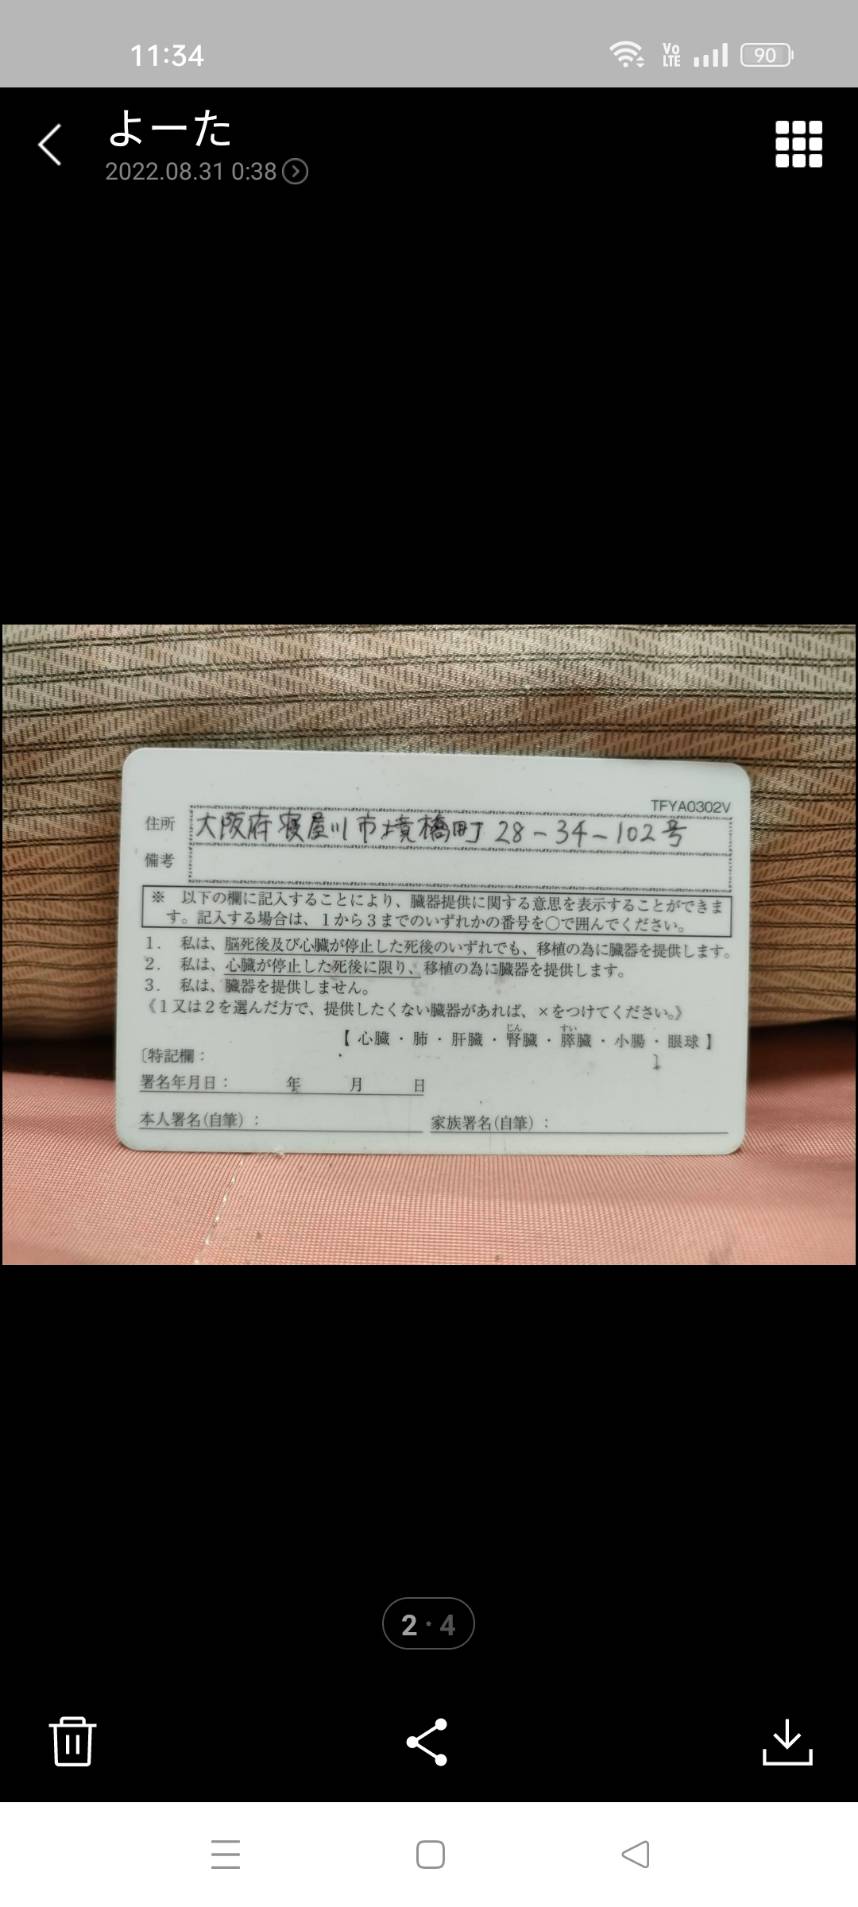 11:34
Vo
LTE
90
よーた
2022.08.31 0:38
TFYA0302V
住所 大阪府寝屋川市境橋町28-34-102号
備考
※ 以下の欄に記入することにより、臓器提供に関する意思を表示することができま
す。記入する場合は、1から3までのいずれかの番号を○で囲んでください。
1. 私は、脳死後及び心臓が停止した死後のいずれでも、移植の為に臓器を提供します。
2. 私は、心臓が停止した死後に限り、移植の為に臓器を提供します。
3. 私は、臓器を提供しません。
《1又は2を選んだ方で、提供したくない臓器があれば、×をつけてください。》
【 心臓 ・ 肺 ・ 肝臓 ・ 腎臓 ・ 膵臓 ・ 小腸 ・ 眼球 】
じん すい
〔特記欄: 〕
署名年月日: 年 月 日
本人署名(自筆): 家族署名(自筆):
2・4